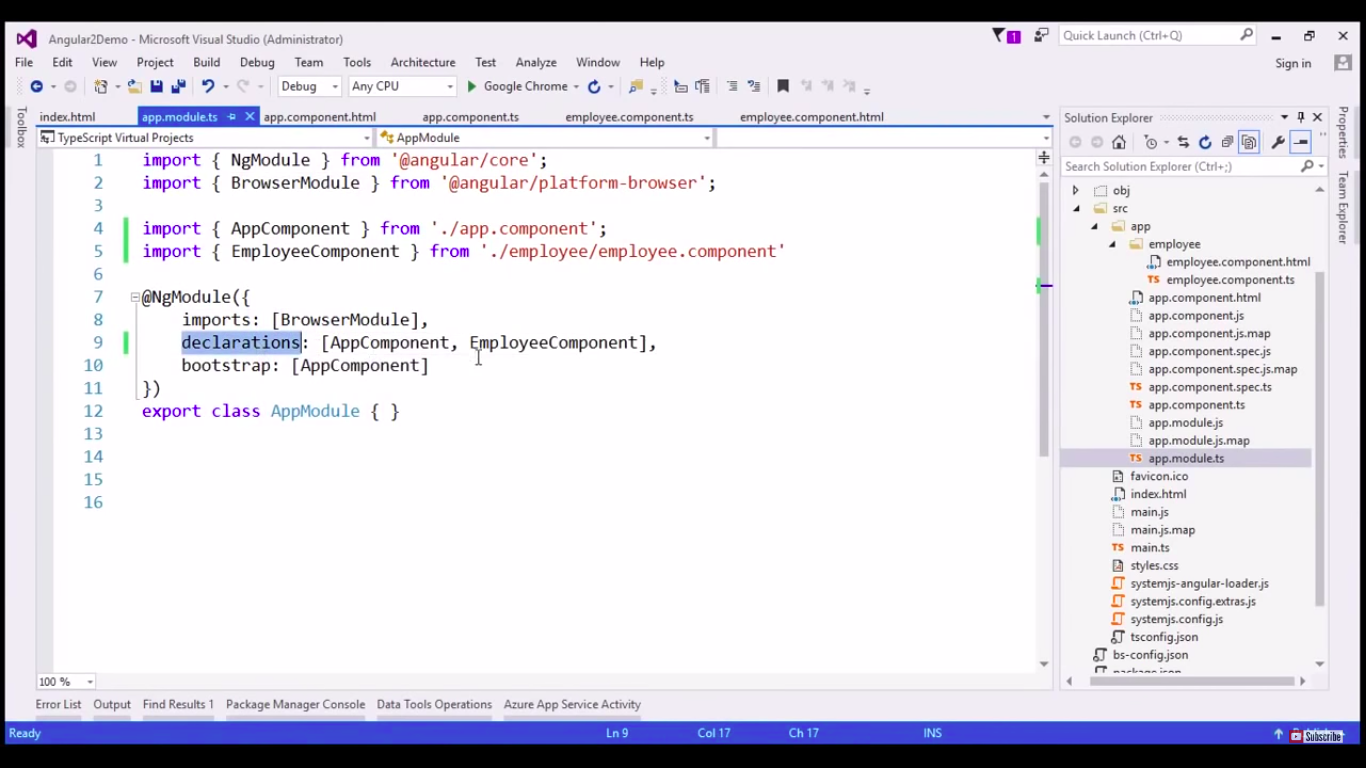 Angular2Demo - Microsoft Visual Studio (Administrator)
1
Quick Launch (Ctrl+Q)
File Edit View Project Build Debug Team Tools Architecture Test Analyze Window Help
Sign in
Debug Any CPU Google Chrome
Toolbox
index.html app.module.ts app.component.html app.component.ts employee.component.ts employee.component.html
TypeScript Virtual Projects AppModule
1 import { NgModule } from '@angular/core';
2 import { BrowserModule } from '@angular/platform-browser';
3
4 import { AppComponent } from './app.component';
5 import { EmployeeComponent } from './employee/employee.component'
6
7 @NgModule({
8 imports: [BrowserModule],
9 declarations: [AppComponent, EmployeeComponent],
10 bootstrap: [AppComponent]
11 })
12 export class AppModule { }
13
14
15
16
100 %
Solution Explorer
Search Solution Explorer (Ctrl+;)
obj
src
app
employee
employee.component.html
TS employee.component.ts
app.component.html
app.component.js
app.component.js.map
app.component.spec.js
app.component.spec.js.map
TS app.component.spec.ts
TS app.component.ts
app.module.js
app.module.js.map
TS app.module.ts
favicon.ico
index.html
main.js
main.js.map
TS main.ts
styles.css
systemjs-angular-loader.js
systemjs.config.extras.js
systemjs.config.js
tsconfig.json
bs-config.json
package.json
Properties
Team Explorer
Error List Output Find Results 1 Package Manager Console Data Tools Operations Azure App Service Activity
Ready Ln 9 Col 17 Ch 17 INS
Subscribe